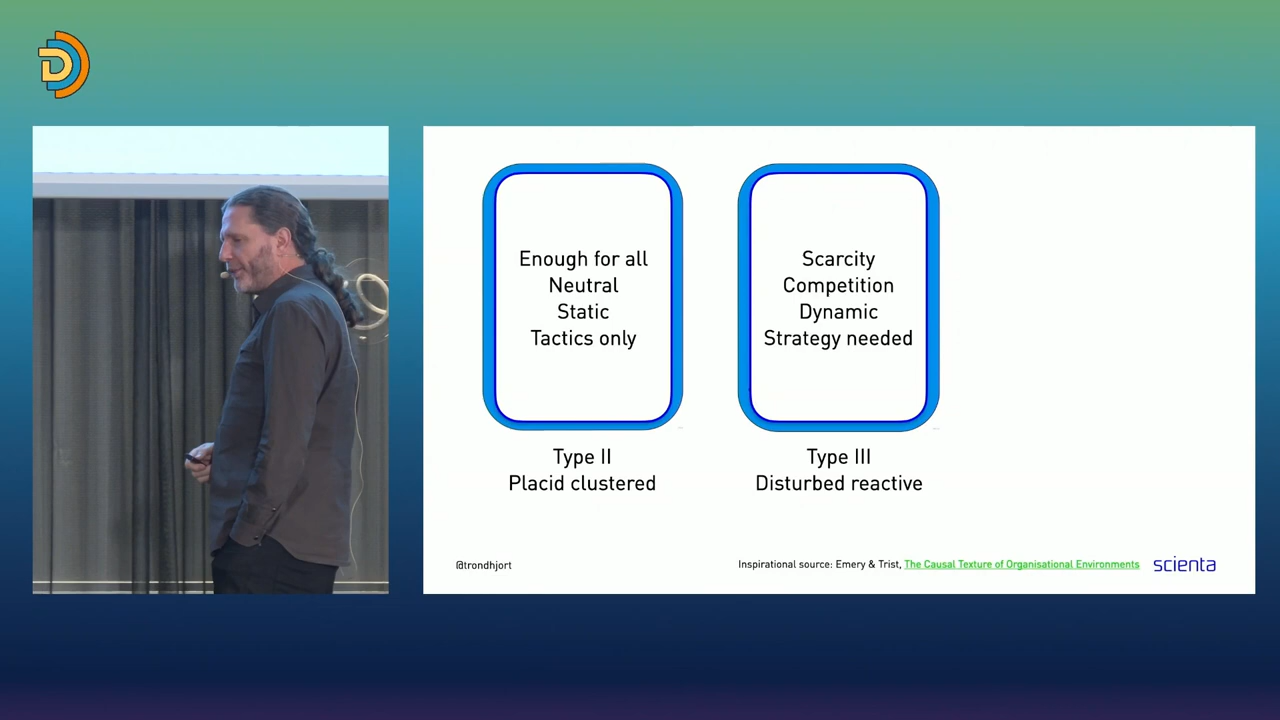 D
Enough for all
Neutral
Static
Tactics only
Scarcity
Competition
Dynamic
Strategy needed
Type II
Placid clustered
Type III
Disturbed reactive
@trondhjort
Inspirational source: Emery & Trist, The Causal Texture of Organisational Environments
scienta